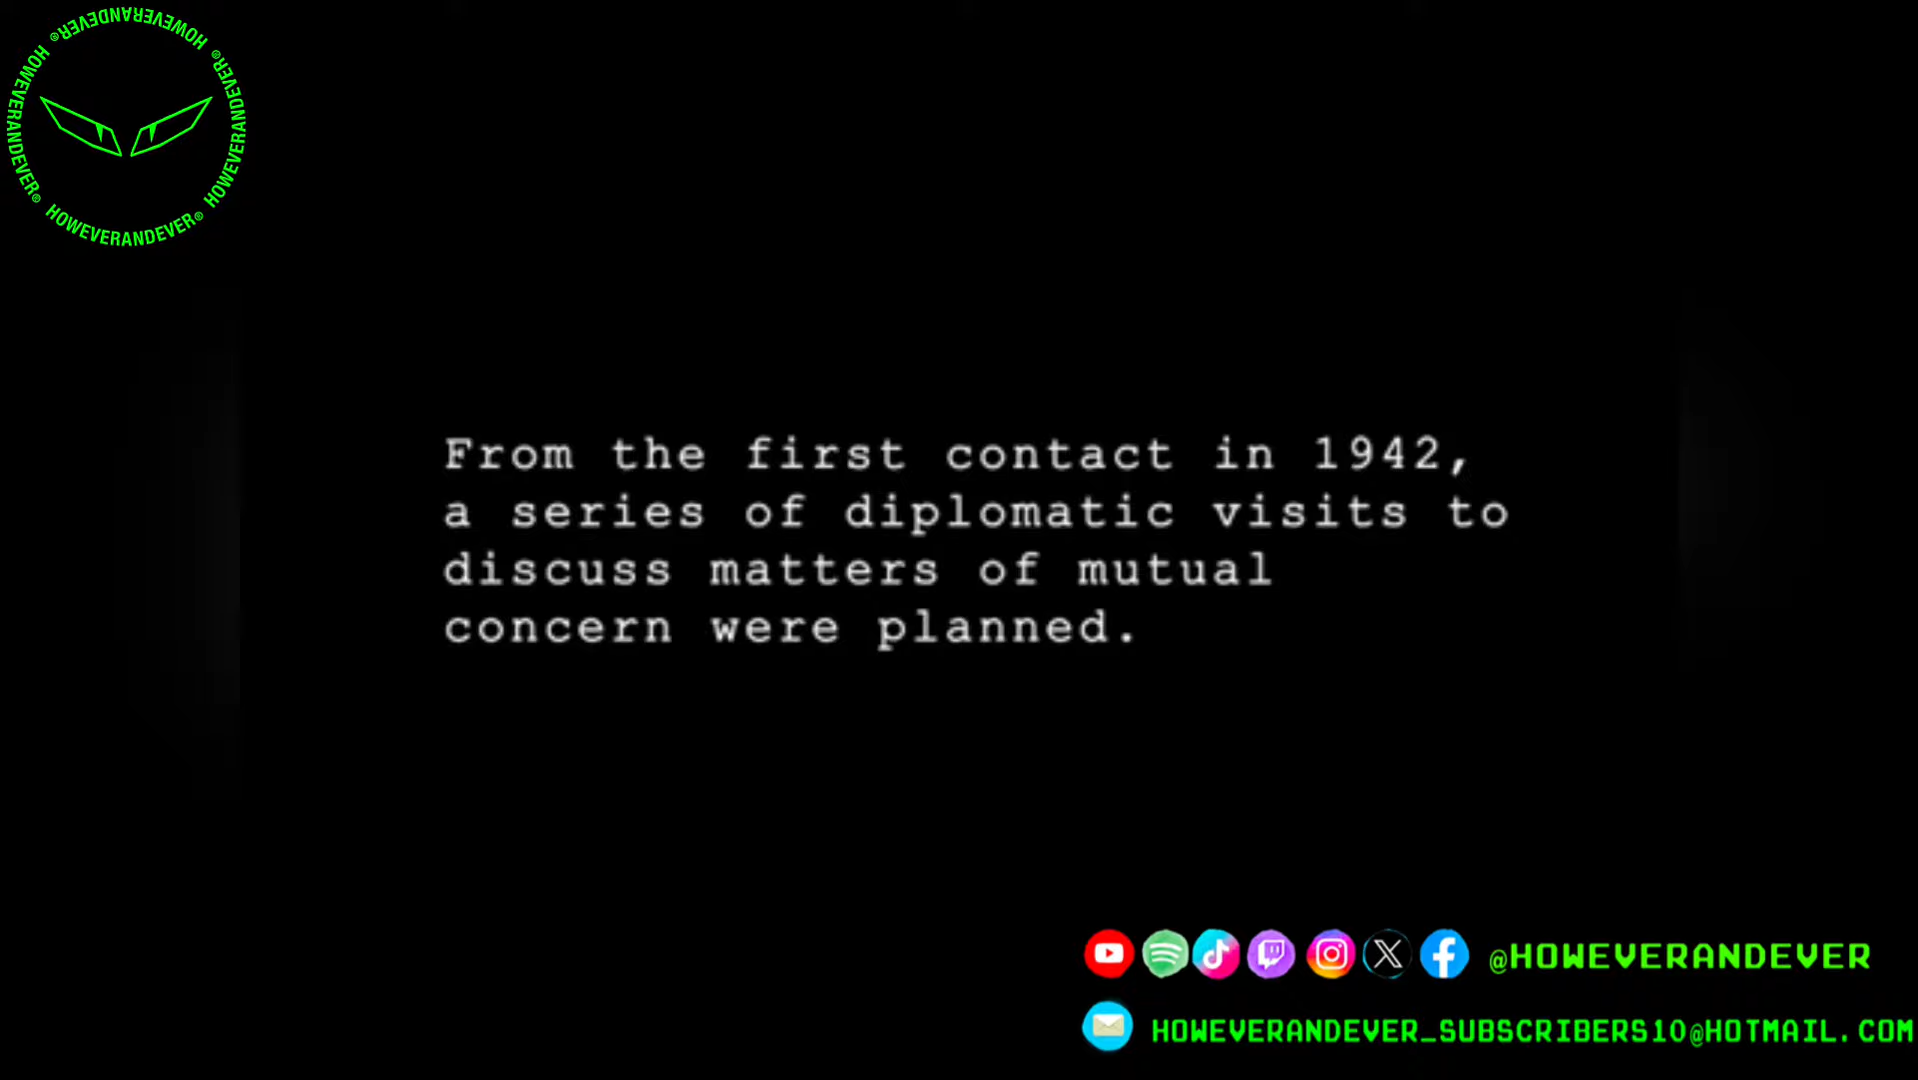 HOWEVERANDEVER® HOWEVERANDEVER® HOWEVERANDEVER® HOWEVERANDEVER®
From the first contact in 1942,
a series of diplomatic visits to
discuss matters of mutual
concern were planned.
@HOWEVERANDEVER
HOWEVERANDEVER_SUBSCRIBERS10@HOTMAIL.COM